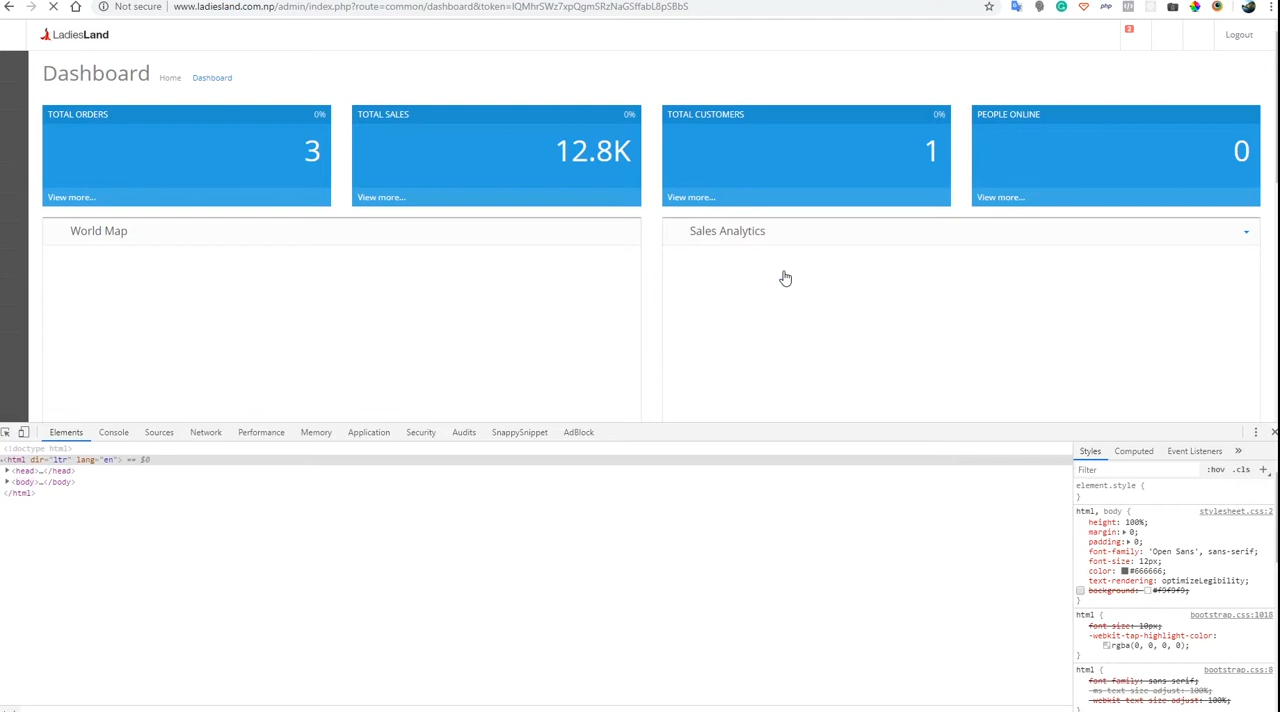 Not secure www.ladiesland.com.np/admin/index.php?route=common/dashboard&token=IQMhrSWz7xpQgmSRzNaGSffabL8pSBbS php
LadiesLand 2 Logout
Dashboard Home Dashboard
TOTAL ORDERS 0% TOTAL SALES 0% TOTAL CUSTOMERS 0% PEOPLE ONLINE
3 12.8K 1 0
View more... View more... View more... View more...
World Map Sales Analytics
Elements Console Sources Network Performance Memory Application Security Audits SnappySnippet AdBlock
<!doctype html>
<html dir="ltr" lang="en"> == $0
<head>…</head>
<body>…</body>
</html>
Styles Computed Event Listeners »
Filter :hov .cls +
element.style {
}
html, body { stylesheet.css:2
height: 100%;
margin: 0;
padding: 0;
font-family: 'Open Sans', sans-serif;
font-size: 12px;
color: #666666;
text-rendering: optimizeLegibility;
background: #f9f9f9;
}
html { bootstrap.css:1018
font-size: 10px;
-webkit-tap-highlight-color:
rgba(0, 0, 0, 0);
}
html { bootstrap.css:8
font-family: sans-serif;
-ms-text-size-adjust: 100%;
-webkit-text-size-adjust: 100%;